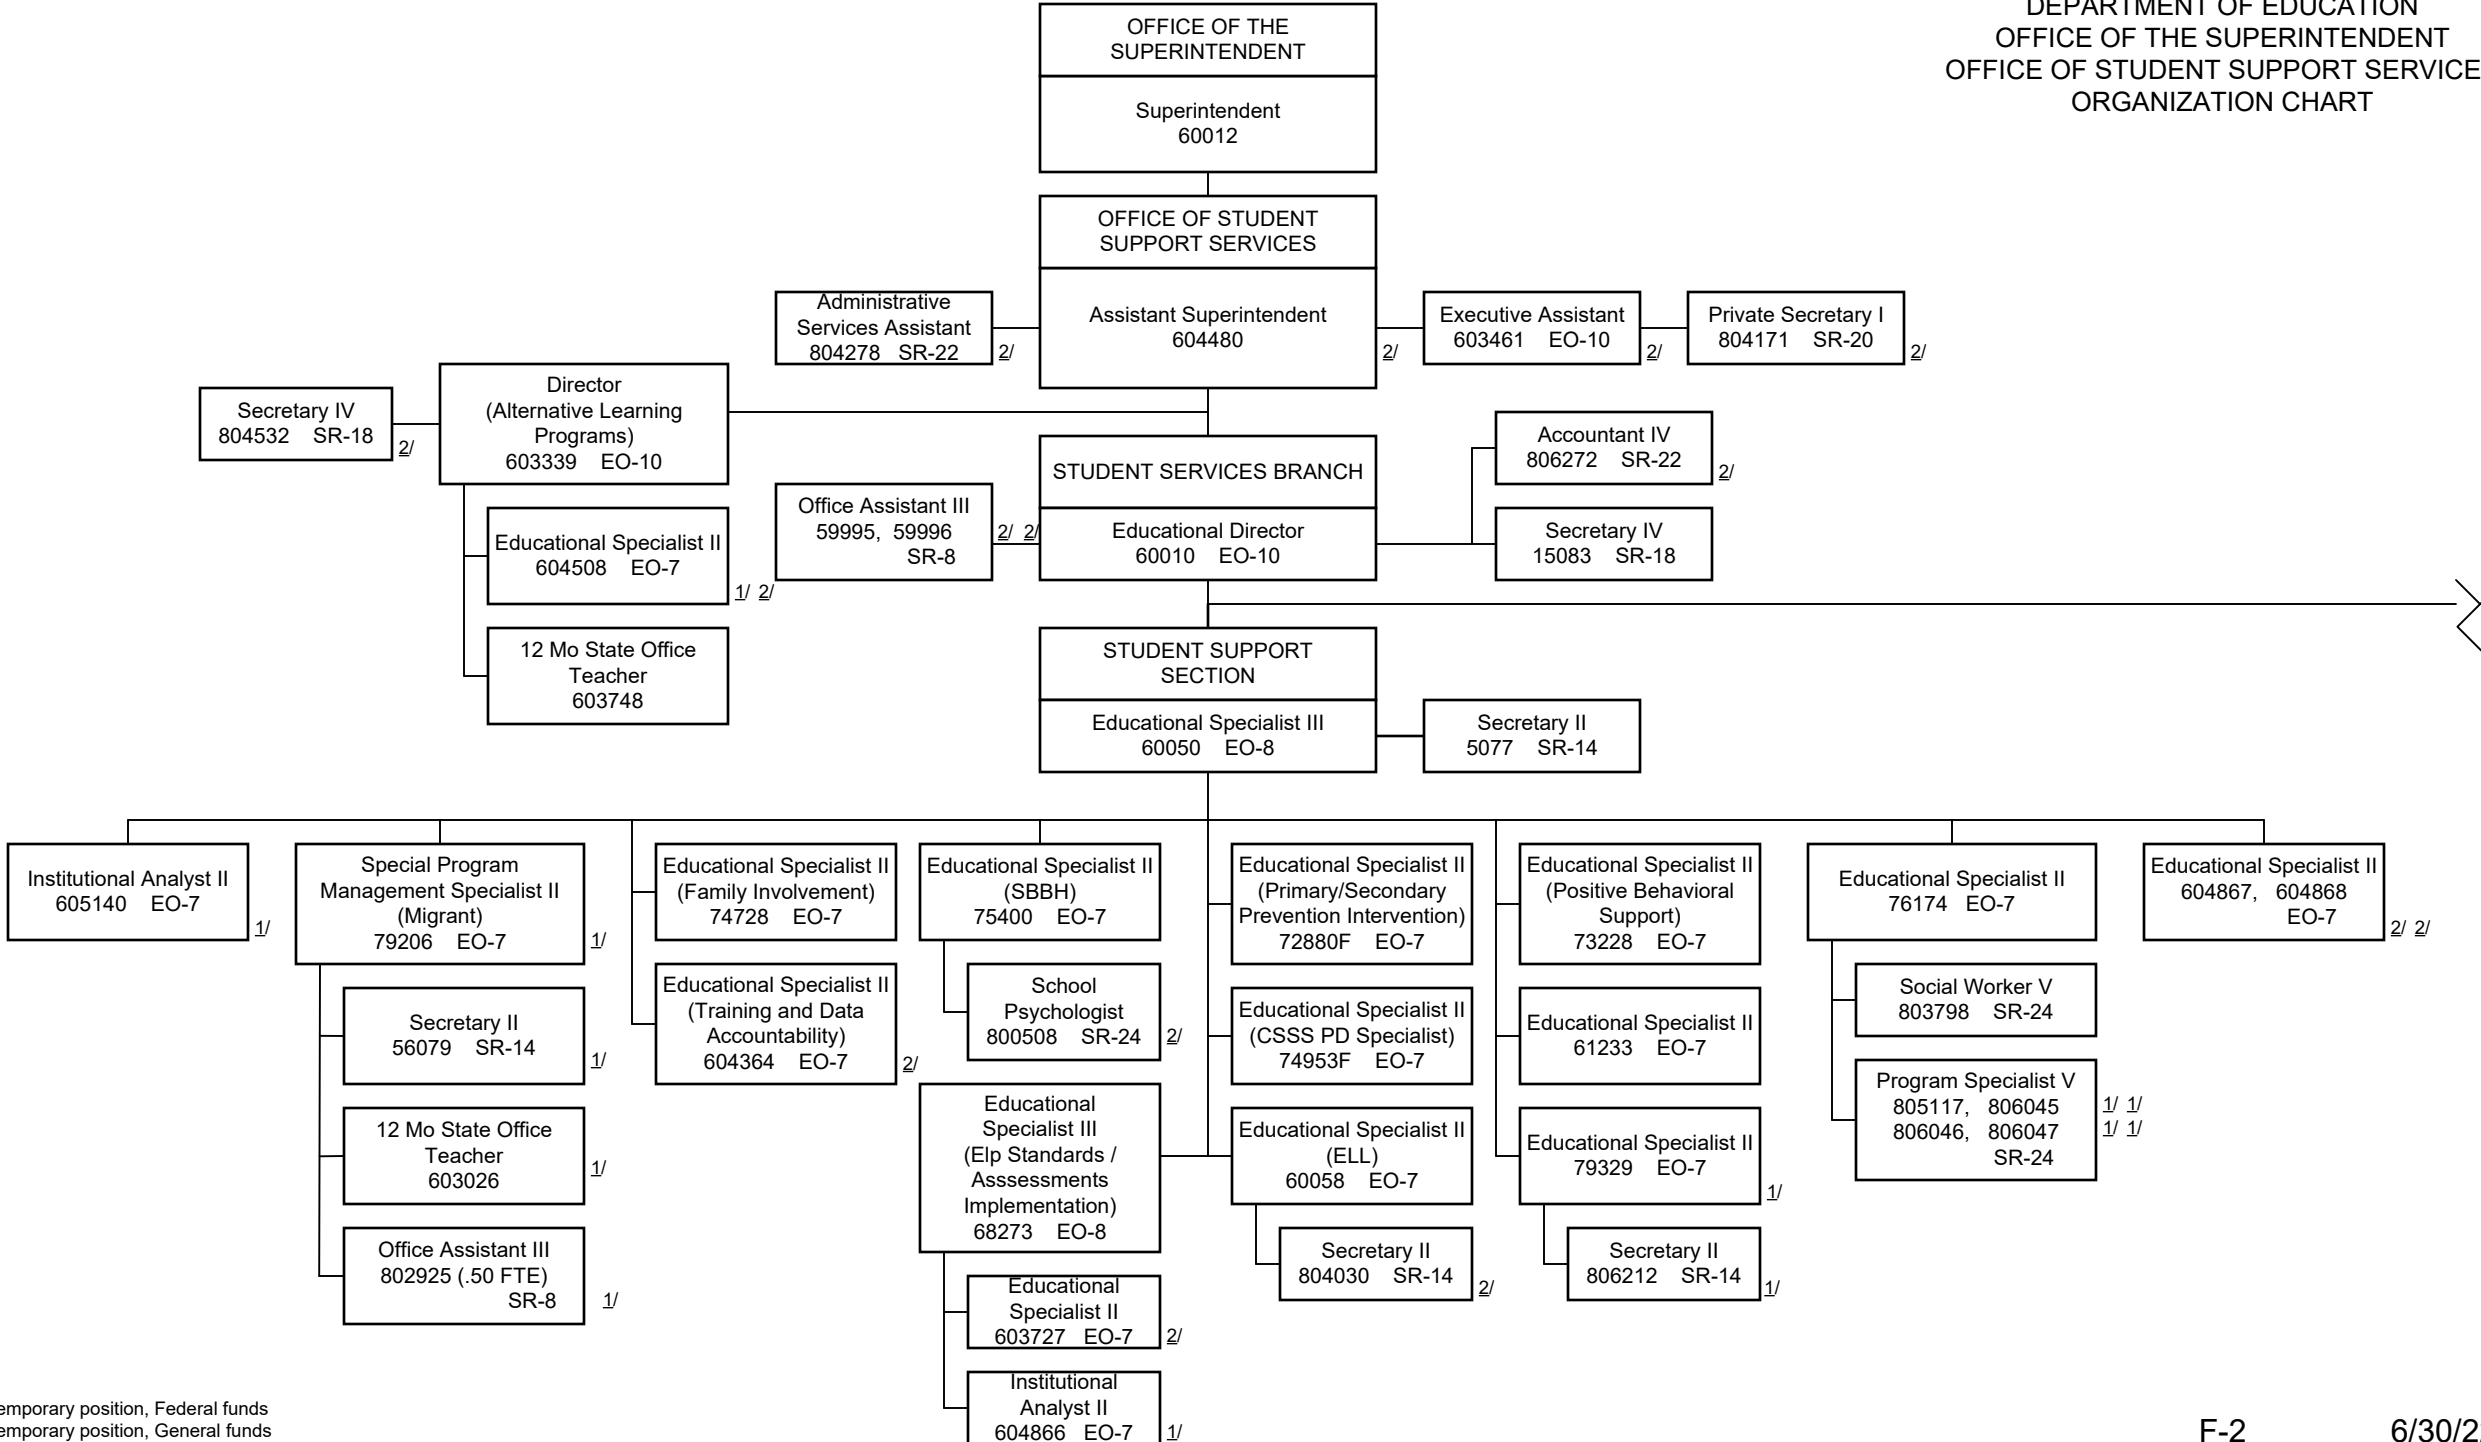 DEPARTMENT OF EDUCATION
OFFICE OF THE SUPERINTENDENT
OFFICE OF STUDENT SUPPORT SERVICE
ORGANIZATION CHART
OFFICE OF THE
SUPERINTENDENT
Superintendent
60012
OFFICE OF STUDENT
SUPPORT SERVICES
Assistant Superintendent
604480
2/
Administrative
Services Assistant
804278 SR-22
2/
Executive Assistant
603461 EO-10
2/
Private Secretary I
804171 SR-20
2/
Secretary IV
804532 SR-18
2/
Director
(Alternative Learning
Programs)
603339 EO-10
Educational Specialist II
604508 EO-7
1/ 2/
12 Mo State Office
Teacher
603748
STUDENT SERVICES BRANCH
Educational Director
60010 EO-10
Office Assistant III
59995, 59996
SR-8
2/ 2/
Accountant IV
806272 SR-22
2/
Secretary IV
15083 SR-18
STUDENT SUPPORT
SECTION
Educational Specialist III
60050 EO-8
Secretary II
5077 SR-14
Institutional Analyst II
605140 EO-7
1/
Special Program
Management Specialist II
(Migrant)
79206 EO-7
1/
Secretary II
56079 SR-14
1/
12 Mo State Office
Teacher
603026
1/
Office Assistant III
802925 (.50 FTE)
SR-8
1/
Educational Specialist II
(Family Involvement)
74728 EO-7
Educational Specialist II
(Training and Data
Accountability)
604364 EO-7
2/
Educational Specialist II
(SBBH)
75400 EO-7
School
Psychologist
800508 SR-24
2/
Educational
Specialist III
(Elp Standards /
Asssessments
Implementation)
68273 EO-8
Educational
Specialist II
603727 EO-7
2/
Institutional
Analyst II
604866 EO-7
1/
Educational Specialist II
(Primary/Secondary
Prevention Intervention)
72880F EO-7
Educational Specialist II
(CSSS PD Specialist)
74953F EO-7
Educational Specialist II
(ELL)
60058 EO-7
Secretary II
804030 SR-14
2/
Educational Specialist II
(Positive Behavioral
Support)
73228 EO-7
Educational Specialist II
61233 EO-7
Educational Specialist II
79329 EO-7
1/
Secretary II
806212 SR-14
1/
Educational Specialist II
76174 EO-7
Social Worker V
803798 SR-24
Program Specialist V
805117, 806045
806046, 806047
SR-24
1/ 1/
1/ 1/
Educational Specialist II
604867, 604868
EO-7
2/ 2/
emporary position, Federal funds
emporary position, General funds
F-2
6/30/2